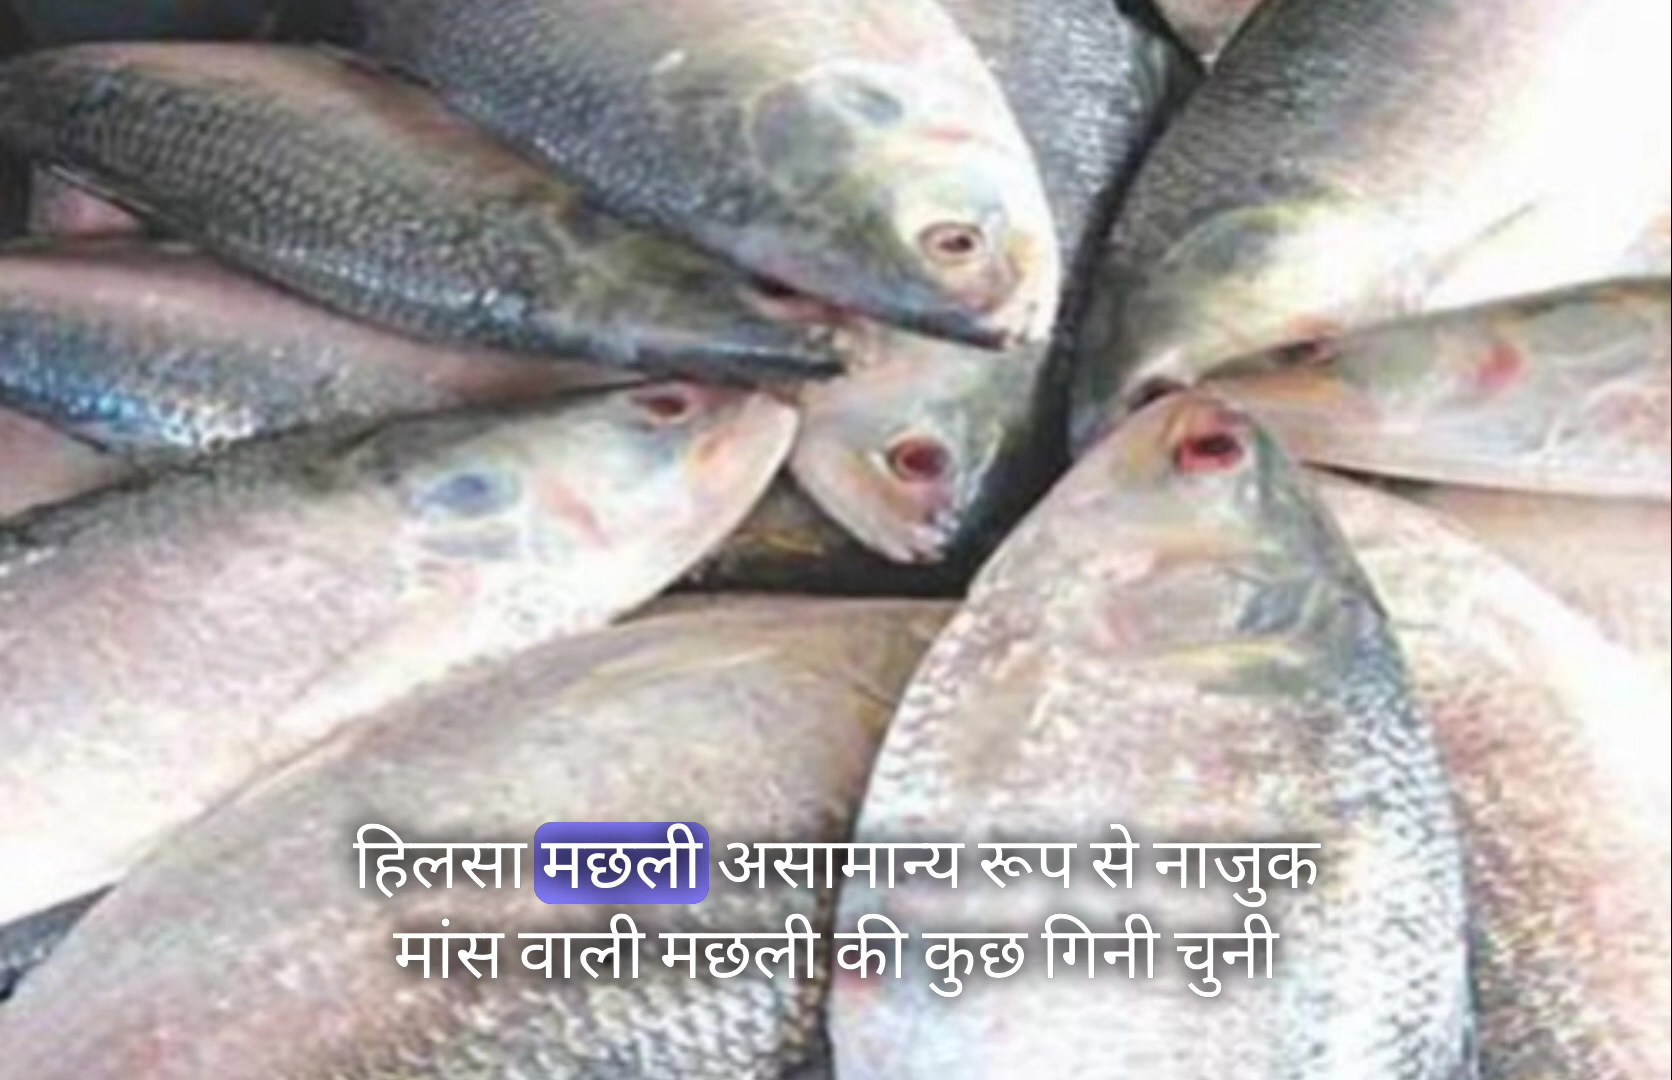 हिलसा मछली असामान्य रूप से नाजुक
मांस वाली मछली की कुछ गिनी चुनी